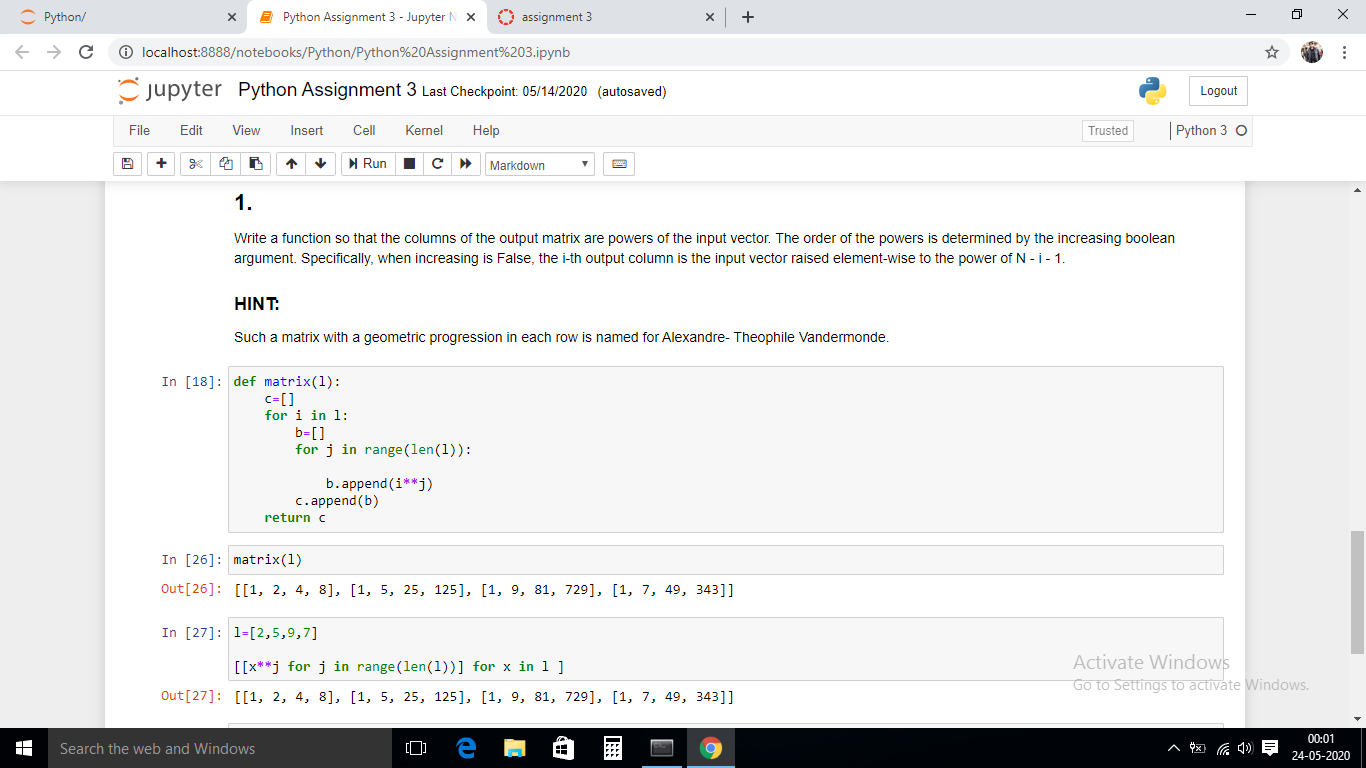 Python/
Python Assignment 3 - Jupyter N
assignment 3
localhost:8888/notebooks/Python/Python%20Assignment%203.ipynb
jupyter Python Assignment 3 Last Checkpoint: 05/14/2020 (autosaved)
Logout
File Edit View Insert Cell Kernel Help
Trusted
Python 3
Run
Markdown
1.
Write a function so that the columns of the output matrix are powers of the input vector. The order of the powers is determined by the increasing boolean
argument. Specifically, when increasing is False, the i-th output column is the input vector raised element-wise to the power of N - i - 1.
HINT:
Such a matrix with a geometric progression in each row is named for Alexandre- Theophile Vandermonde.
In [18]: def matrix(l):
    c=[]
    for i in l:
        b=[]
        for j in range(len(l)):
            b.append(i**j)
        c.append(b)
    return c
In [26]: matrix(l)
Out[26]: [[1, 2, 4, 8], [1, 5, 25, 125], [1, 9, 81, 729], [1, 7, 49, 343]]
In [27]: l=[2,5,9,7]
[[x**j for j in range(len(l))] for x in l ]
Out[27]: [[1, 2, 4, 8], [1, 5, 25, 125], [1, 9, 81, 729], [1, 7, 49, 343]]
Activate Windows
Go to Settings to activate Windows.
Search the web and Windows
00:01
24-05-2020